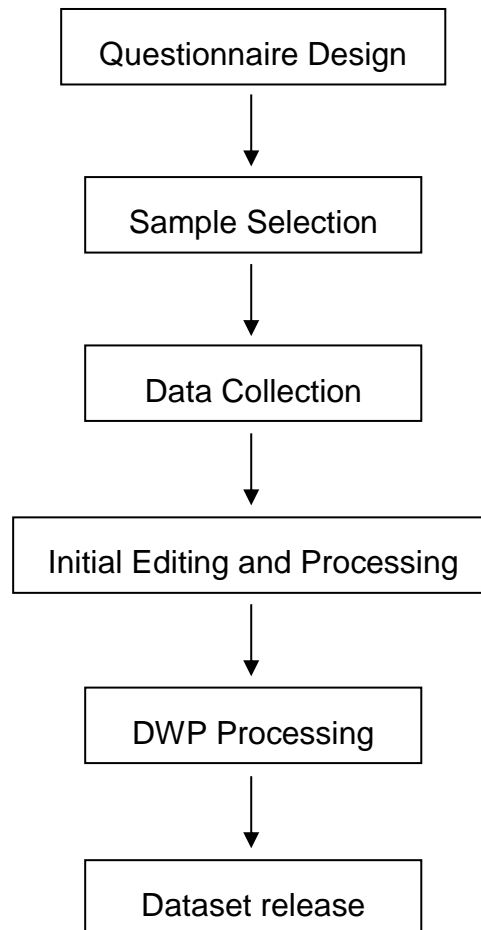 Questionnaire Design
Sample Selection
Data Collection
Initial Editing and Processing
DWP Processing
Dataset release